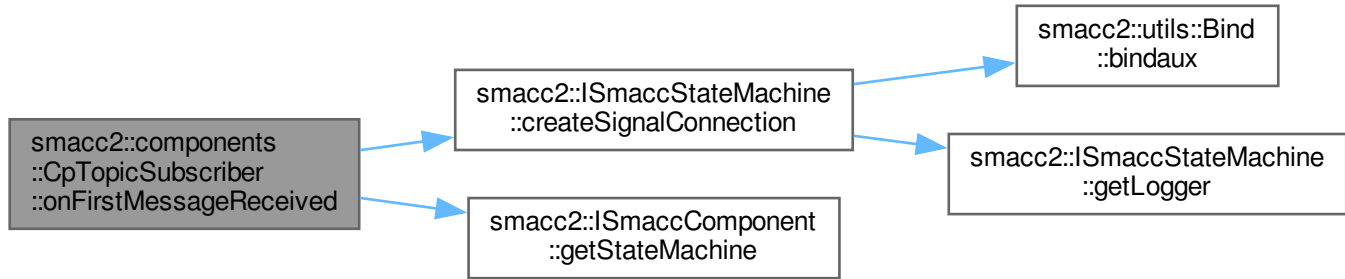 smacc2::components
::CpTopicSubscriber
::onFirstMessageReceived
smacc2::ISmaccStateMachine
::createSignalConnection
smacc2::utils::Bind
::bindaux
smacc2::ISmaccStateMachine
::getLogger
smacc2::ISmaccComponent
::getStateMachine